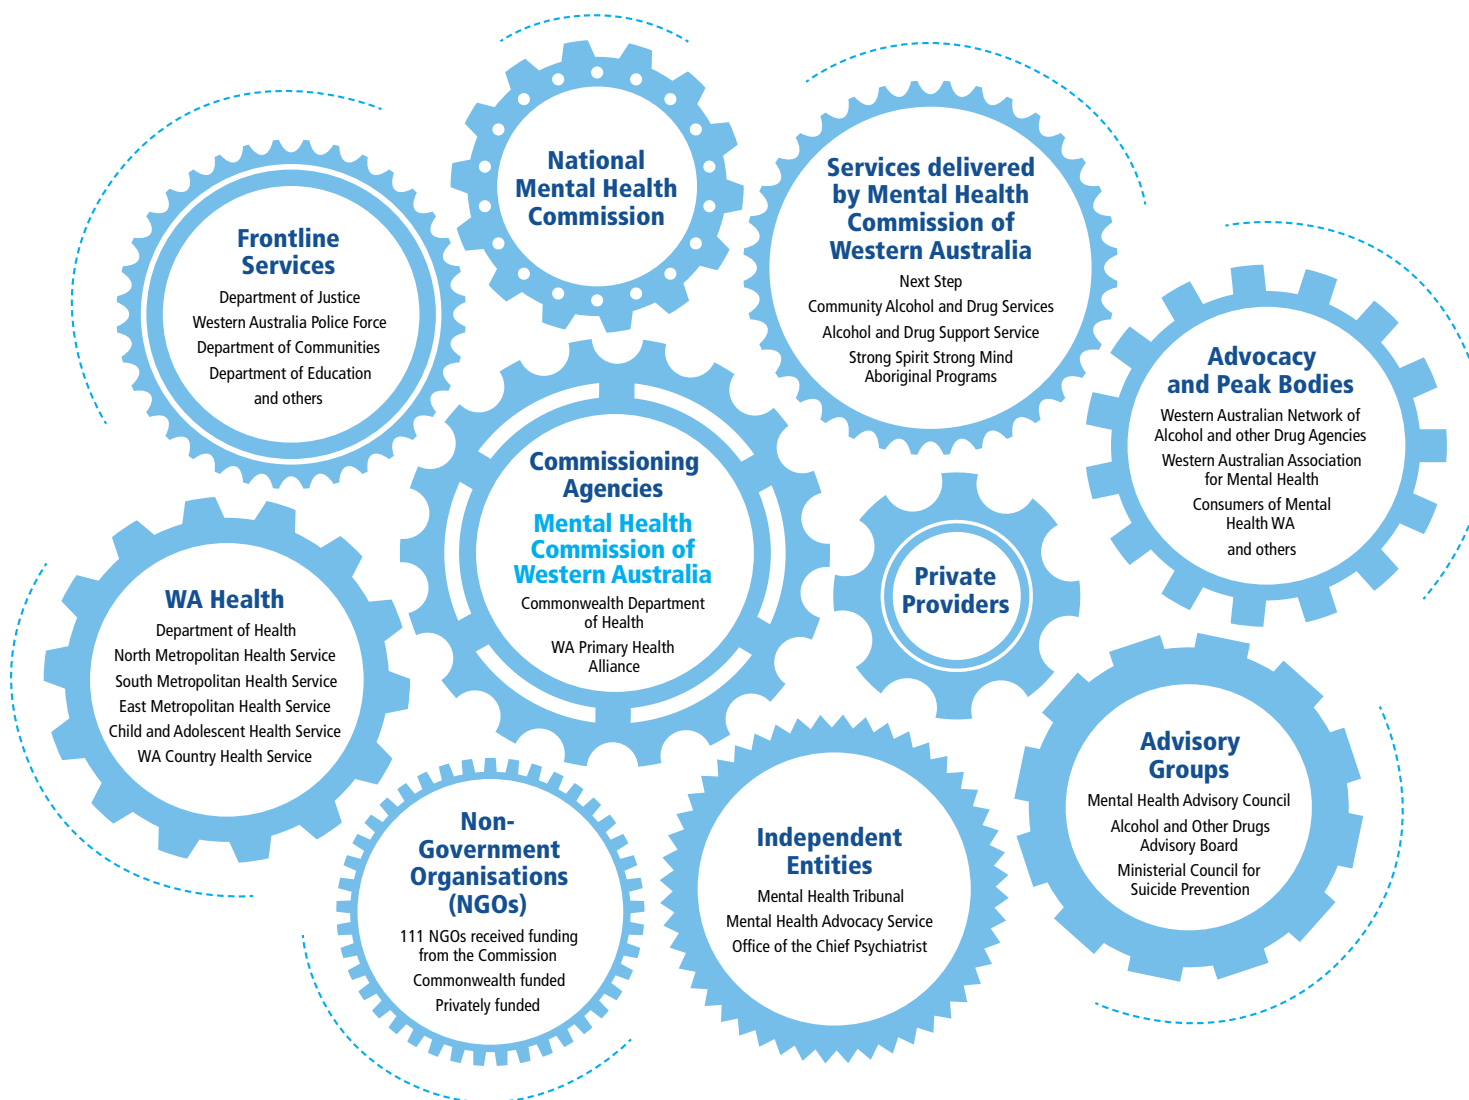 National
Mental Health
Commission
Services delivered
by Mental Health
Commission of
Western Australia
Next Step
Community Alcohol and Drug Services
Alcohol and Drug Support Service
Strong Spirit Strong Mind
Aboriginal Programs
Frontline
Services
Department of Justice
Western Australia Police Force
Department of Communities
Department of Education
and others
Advocacy
and Peak Bodies
Western Australian Network of
Alcohol and other Drug Agencies
Western Australian Association
for Mental Health
Consumers of Mental
Health WA
and others
Commissioning
Agencies
Mental Health
Commission of
Western Australia
Commonwealth Department
of Health
WA Primary Health
Alliance
Private
Providers
WA Health
Department of Health
North Metropolitan Health Service
South Metropolitan Health Service
East Metropolitan Health Service
Child and Adolescent Health Service
WA Country Health Service
Advisory
Groups
Mental Health Advisory Council
Alcohol and Other Drugs
Advisory Board
Ministerial Council for
Suicide Prevention
Non-
Government
Organisations
(NGOs)
111 NGOs received funding
from the Commission
Commonwealth funded
Privately funded
Independent
Entities
Mental Health Tribunal
Mental Health Advocacy Service
Office of the Chief Psychiatrist